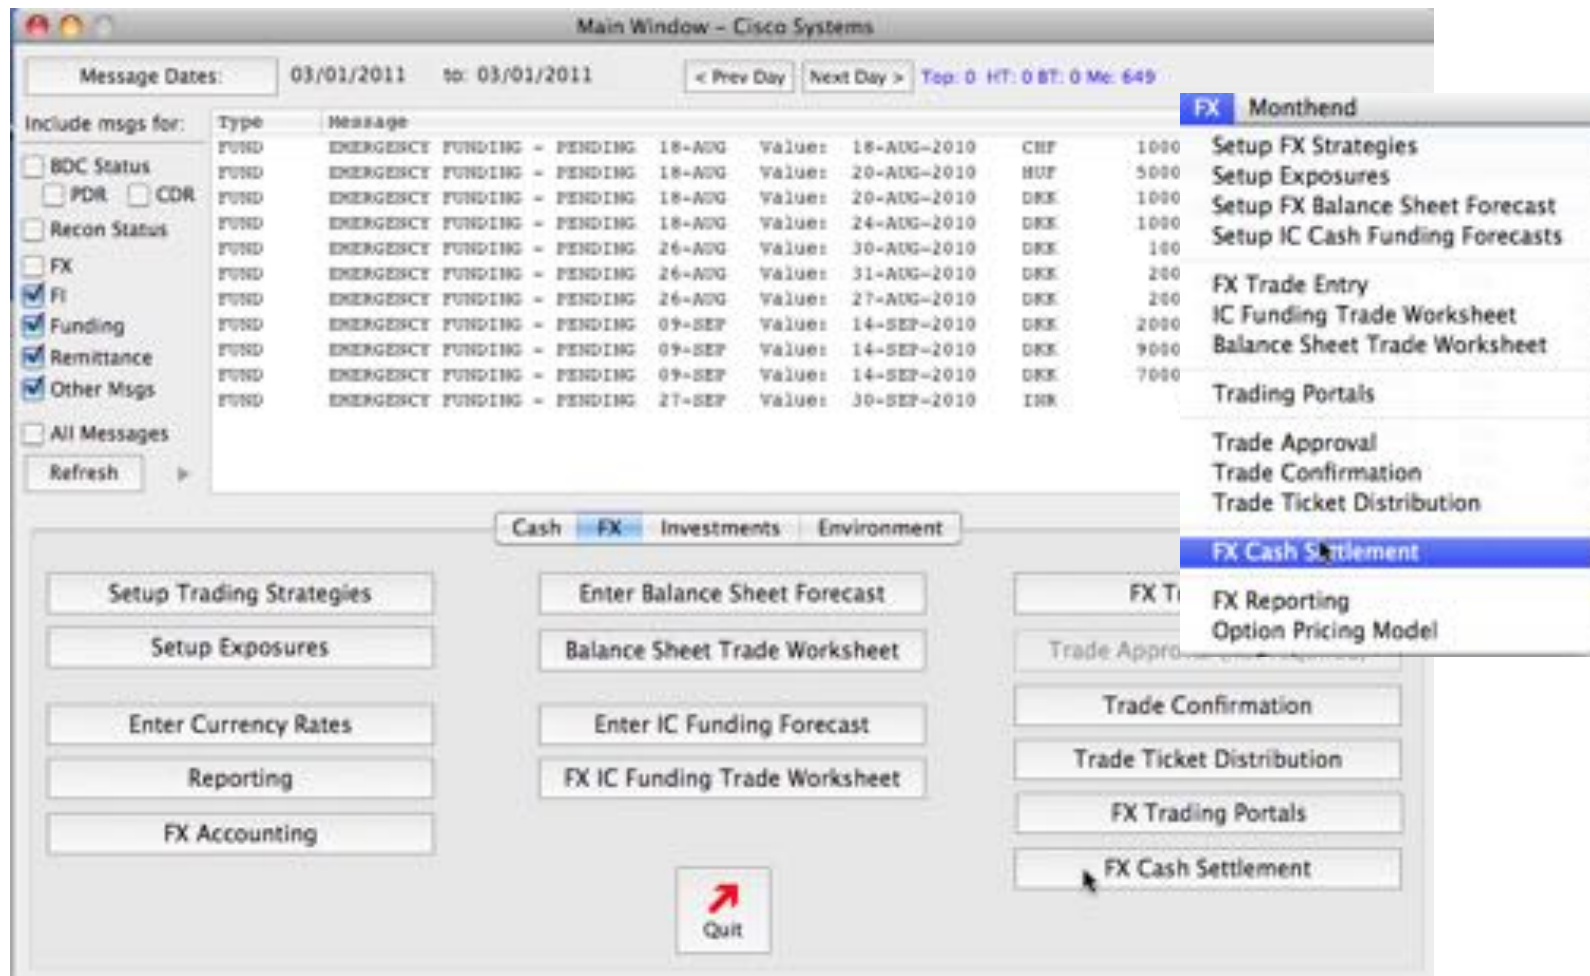 Main Window – Cisco Systems
Message Dates: 03/01/2011 to: 03/01/2011 < Prev Day Next Day > Top: 0 HT: 0 BT: 0 Me: 649
Include msgs for:
BDC Status
PDR CDR
Recon Status
FX
FI
Funding
Remittance
Other Msgs
All Messages
Refresh
Type Message
FUND EMERGENCY FUNDING - PENDING 18-AUG Value: 18-AUG-2010 CHF 1000
FUND EMERGENCY FUNDING - PENDING 18-AUG Value: 20-AUG-2010 HUF 5000
FUND EMERGENCY FUNDING - PENDING 18-AUG Value: 20-AUG-2010 DKK 1000
FUND EMERGENCY FUNDING - PENDING 18-AUG Value: 24-AUG-2010 DKK 1000
FUND EMERGENCY FUNDING - PENDING 26-AUG Value: 30-AUG-2010 DKK 100
FUND EMERGENCY FUNDING - PENDING 26-AUG Value: 31-AUG-2010 DKK 200
FUND EMERGENCY FUNDING - PENDING 26-AUG Value: 27-AUG-2010 DKK 200
FUND EMERGENCY FUNDING - PENDING 09-SEP Value: 14-SEP-2010 DKK 2000
FUND EMERGENCY FUNDING - PENDING 09-SEP Value: 14-SEP-2010 DKK 9000
FUND EMERGENCY FUNDING - PENDING 09-SEP Value: 14-SEP-2010 DKK 7000
FUND EMERGENCY FUNDING - PENDING 27-SEP Value: 30-SEP-2010 INR
FX Monthend
Setup FX Strategies
Setup Exposures
Setup FX Balance Sheet Forecast
Setup IC Cash Funding Forecasts
FX Trade Entry
IC Funding Trade Worksheet
Balance Sheet Trade Worksheet
Trading Portals
Trade Approval
Trade Confirmation
Trade Ticket Distribution
FX Cash Settlement
FX Reporting
Option Pricing Model
Cash FX Investments Environment
Setup Trading Strategies
Setup Exposures
Enter Currency Rates
Reporting
FX Accounting
Enter Balance Sheet Forecast
Balance Sheet Trade Worksheet
Enter IC Funding Forecast
FX IC Funding Trade Worksheet
Quit
FX
Trade
Trade Confirmation
Trade Ticket Distribution
FX Trading Portals
FX Cash Settlement